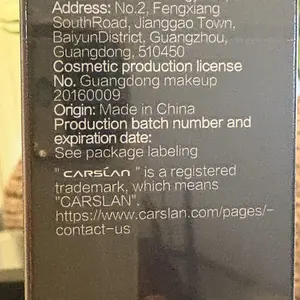 Address: No.2, Fengxiang
SouthRoad, Jianggao Town,
BaiyunDistrict, Guangzhou,
Guangdong, 510450
Cosmetic production license
No. Guangdong makeup
20160009
Origin: Made in China
Production batch number and
expiration date:
See package labeling
" CARSLAN " is a registered
trademark, which means
"CARSLAN".
https://www.carslan.com/pages/-
contact-us